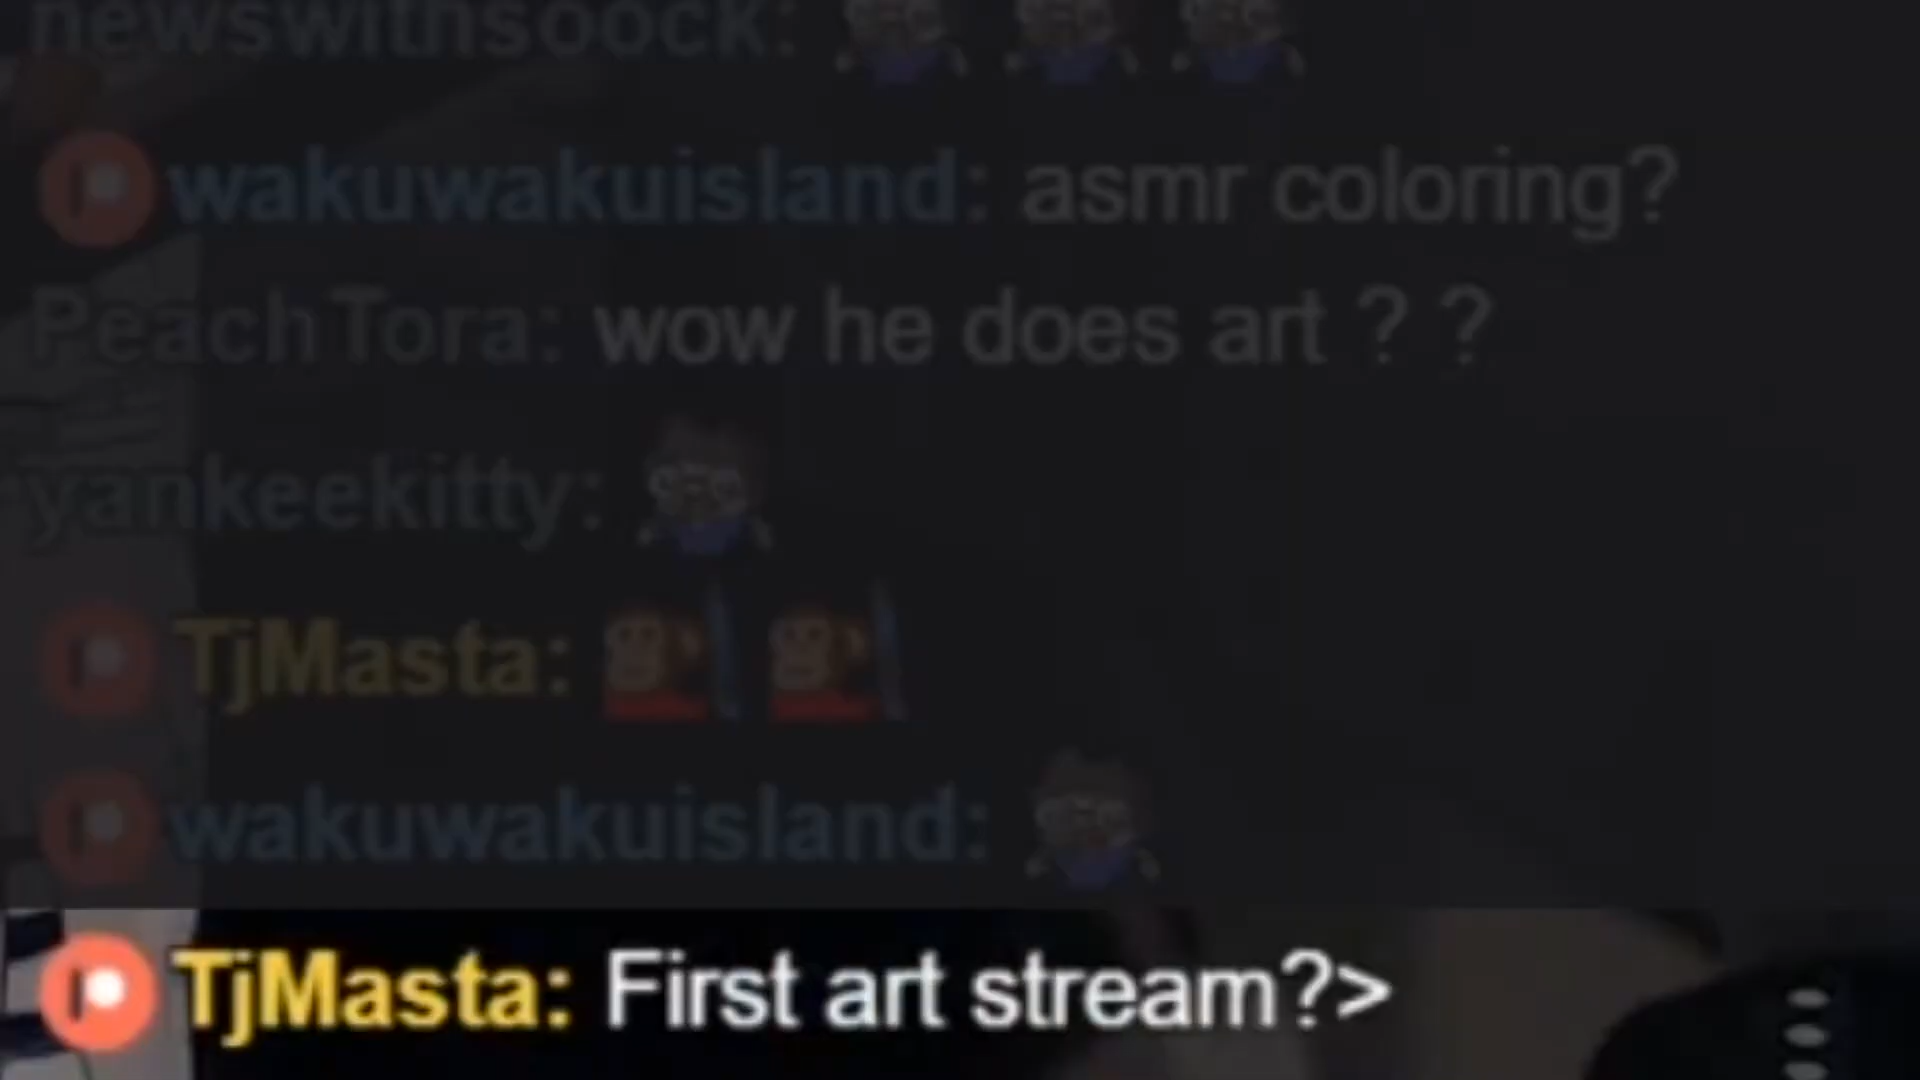 newswithsoock:
wakuwakuisland: asmr coloring?
PeachTora: wow he does art ? ?
yankeekitty:
TjMasta:
wakuwakuisland:
TjMasta: First art stream?>